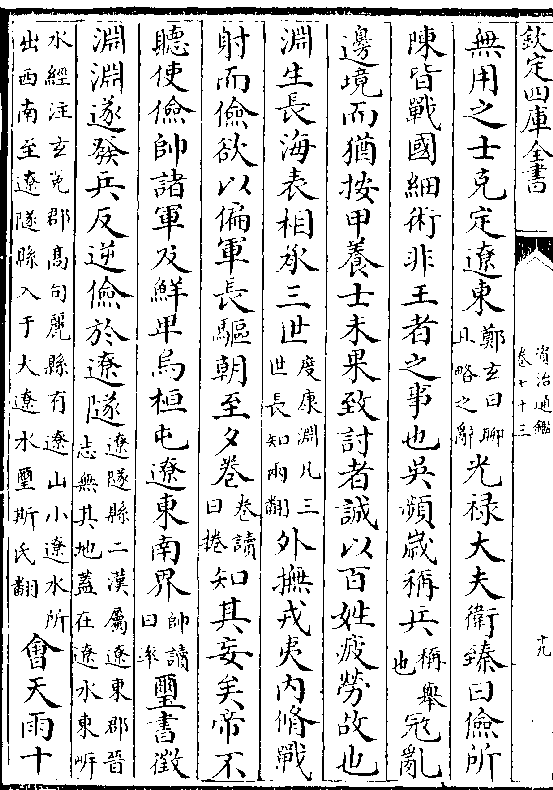 欽定四庫全書
資治通鑑
卷七十三
十九
無用之士克定遼東鄭玄曰聊且略之辭光禄大夫衛臻曰儉所
陳皆戰國細術非王者之事也吳頻歲稱兵稱舉也冦亂
邊境而猶按甲養士未果致討者誠以百姓疲勞故也
淵生長海表相承三世度康淵凡三世長知兩翻外撫戎夷内脩戰
射而儉欲以偏軍長驅朝至夕卷卷讀曰捲知其妄矣帝不
聽使儉帥諸軍及鮮卑烏桓屯遼東南界帥讀曰率璽書徵
淵淵遂發兵反逆儉於遼隧遼隧縣二漢屬遼東郡晉志無其地蓋在遼水東岸
水經注玄菟郡高句麗縣有遼山小遼水所出西南至遼隧縣入于大遼水璽斯氏翻會天雨十